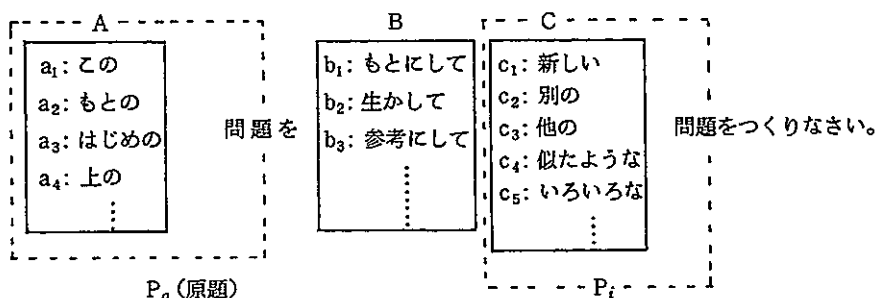 A
B
C
a₁: この
a₂: もとの
a₃: はじめの
a₄: 上の
問題を
b₁: もとにして
b₂: 生かして
b₃: 参考にして
c₁: 新しい
c₂: 別の
c₃: 他の
c₄: 似たような
c₅: いろいろな
問題をつくりなさい。
P₀(原題)
Pᵢ